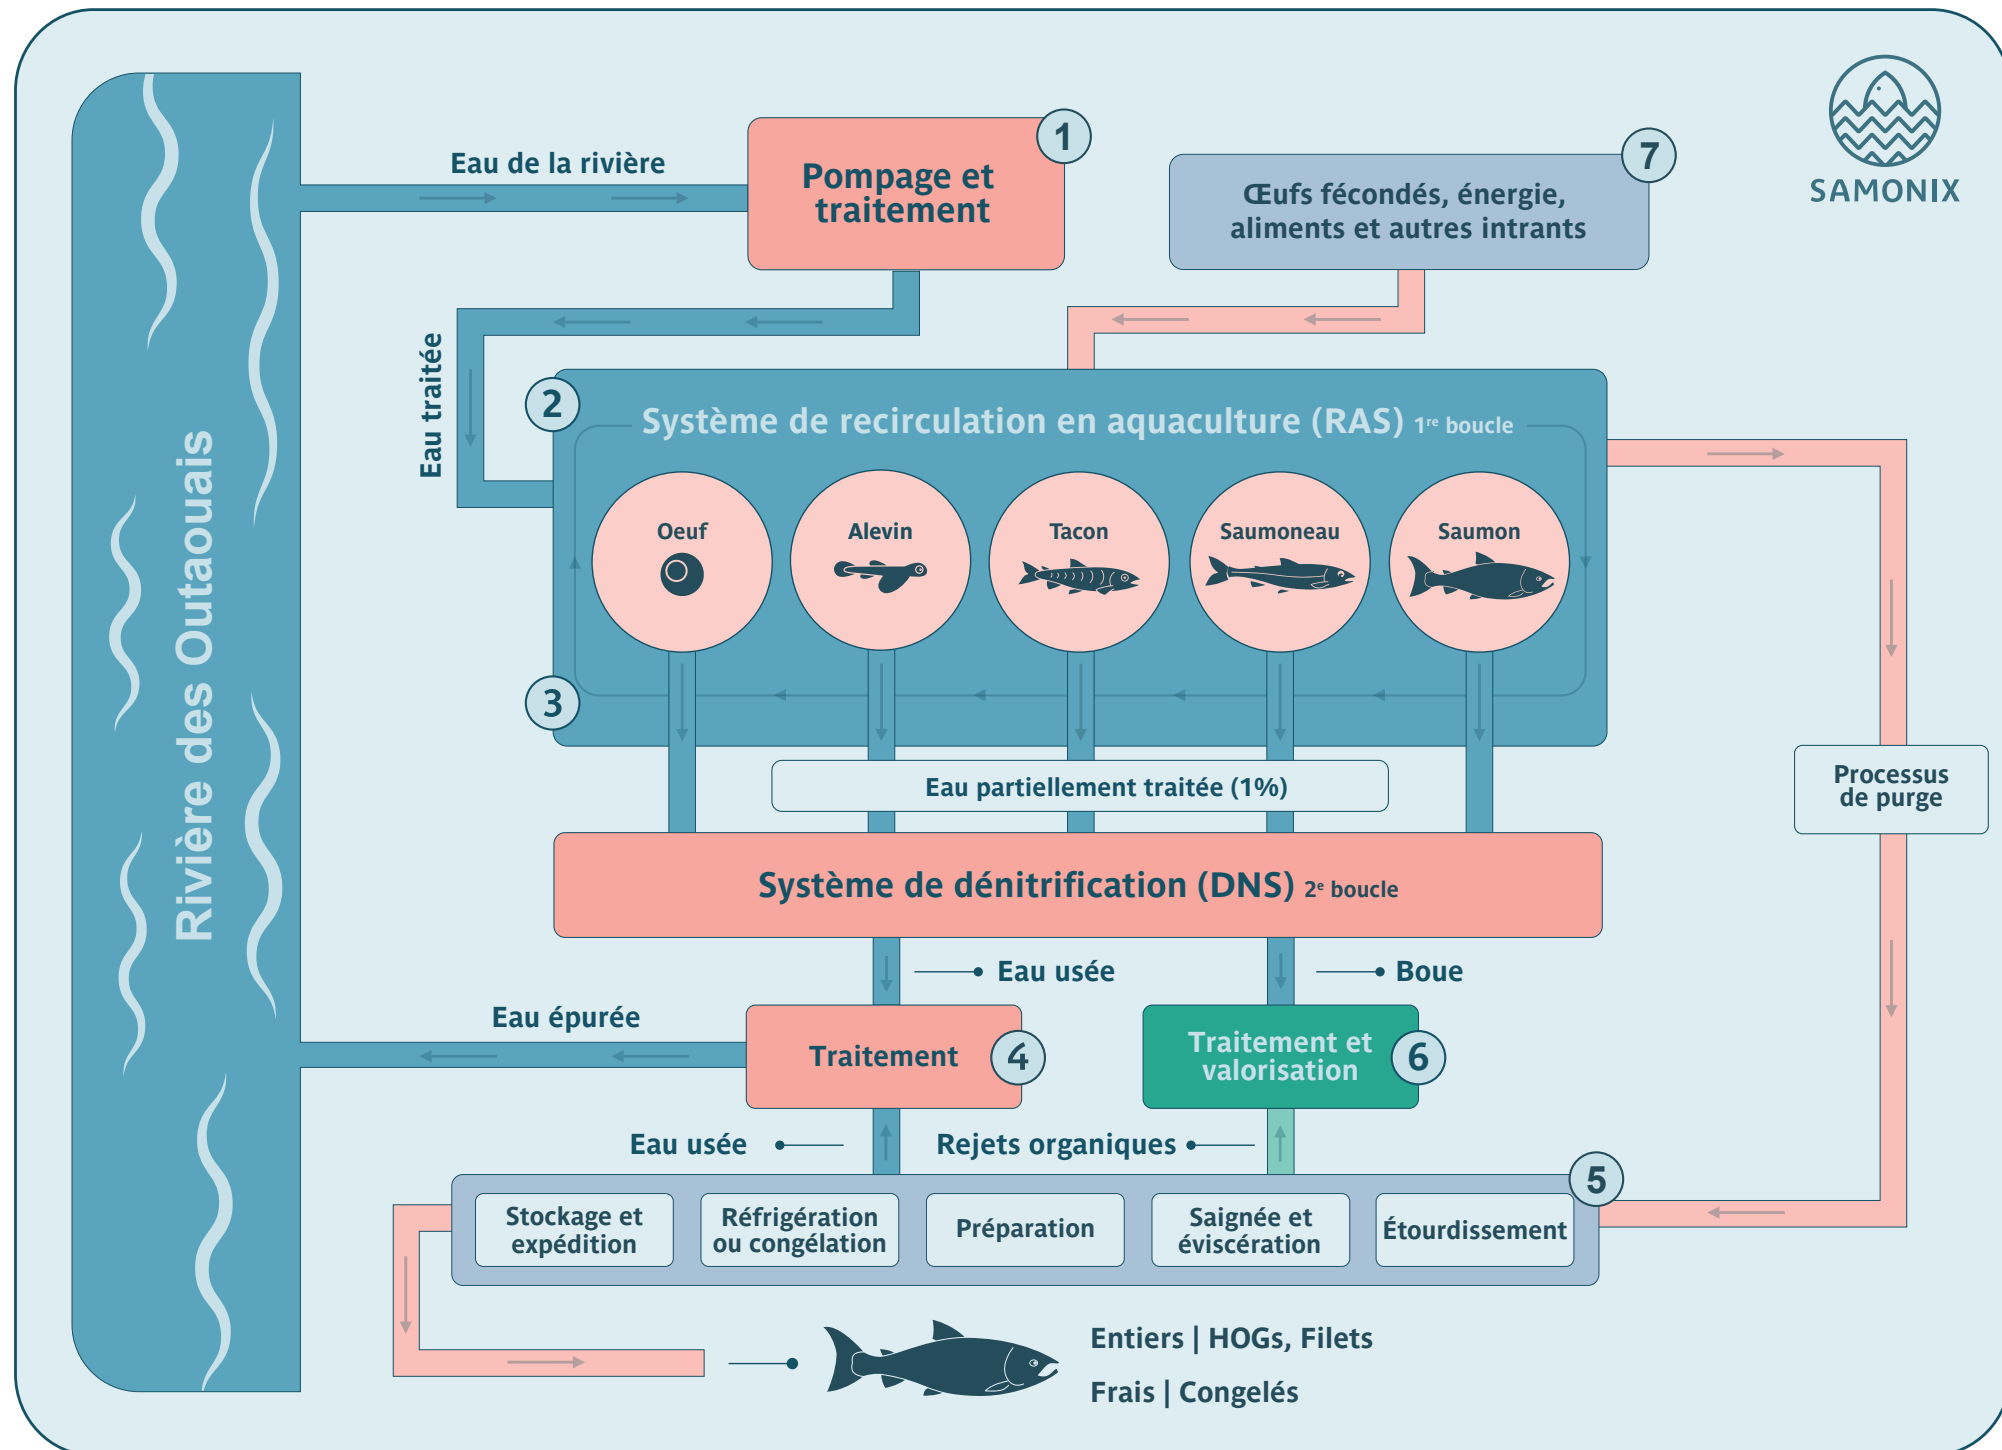 SAMONIX
Rivière des Outaouais
Eau de la rivière
1
Pompage et
traitement
7
Œufs fécondés, énergie,
aliments et autres intrants
Eau traitée
2
Système de recirculation en aquaculture (RAS) 1re boucle
Oeuf
Alevin
Tacon
Saumoneau
Saumon
3
Eau partiellement traitée (1%)
Processus
de purge
Système de dénitrification (DNS) 2e boucle
Eau usée
Boue
Eau épurée
Traitement
4
Traitement et
valorisation
6
Eau usée
Rejets organiques
5
Stockage et
expédition
Réfrigération
ou congélation
Préparation
Saignée et
éviscération
Étourdissement
Entiers | HOGs, Filets
Frais | Congelés